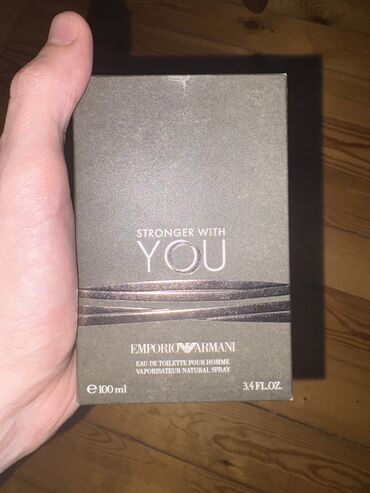 STRONGER WITH
YOU
EMPORIO ARMANI
EAU DE TOILETTE POUR HOMME
VAPORISATEUR NATURAL SPRAY
℮ 100 ml 3.4 FL.OZ.